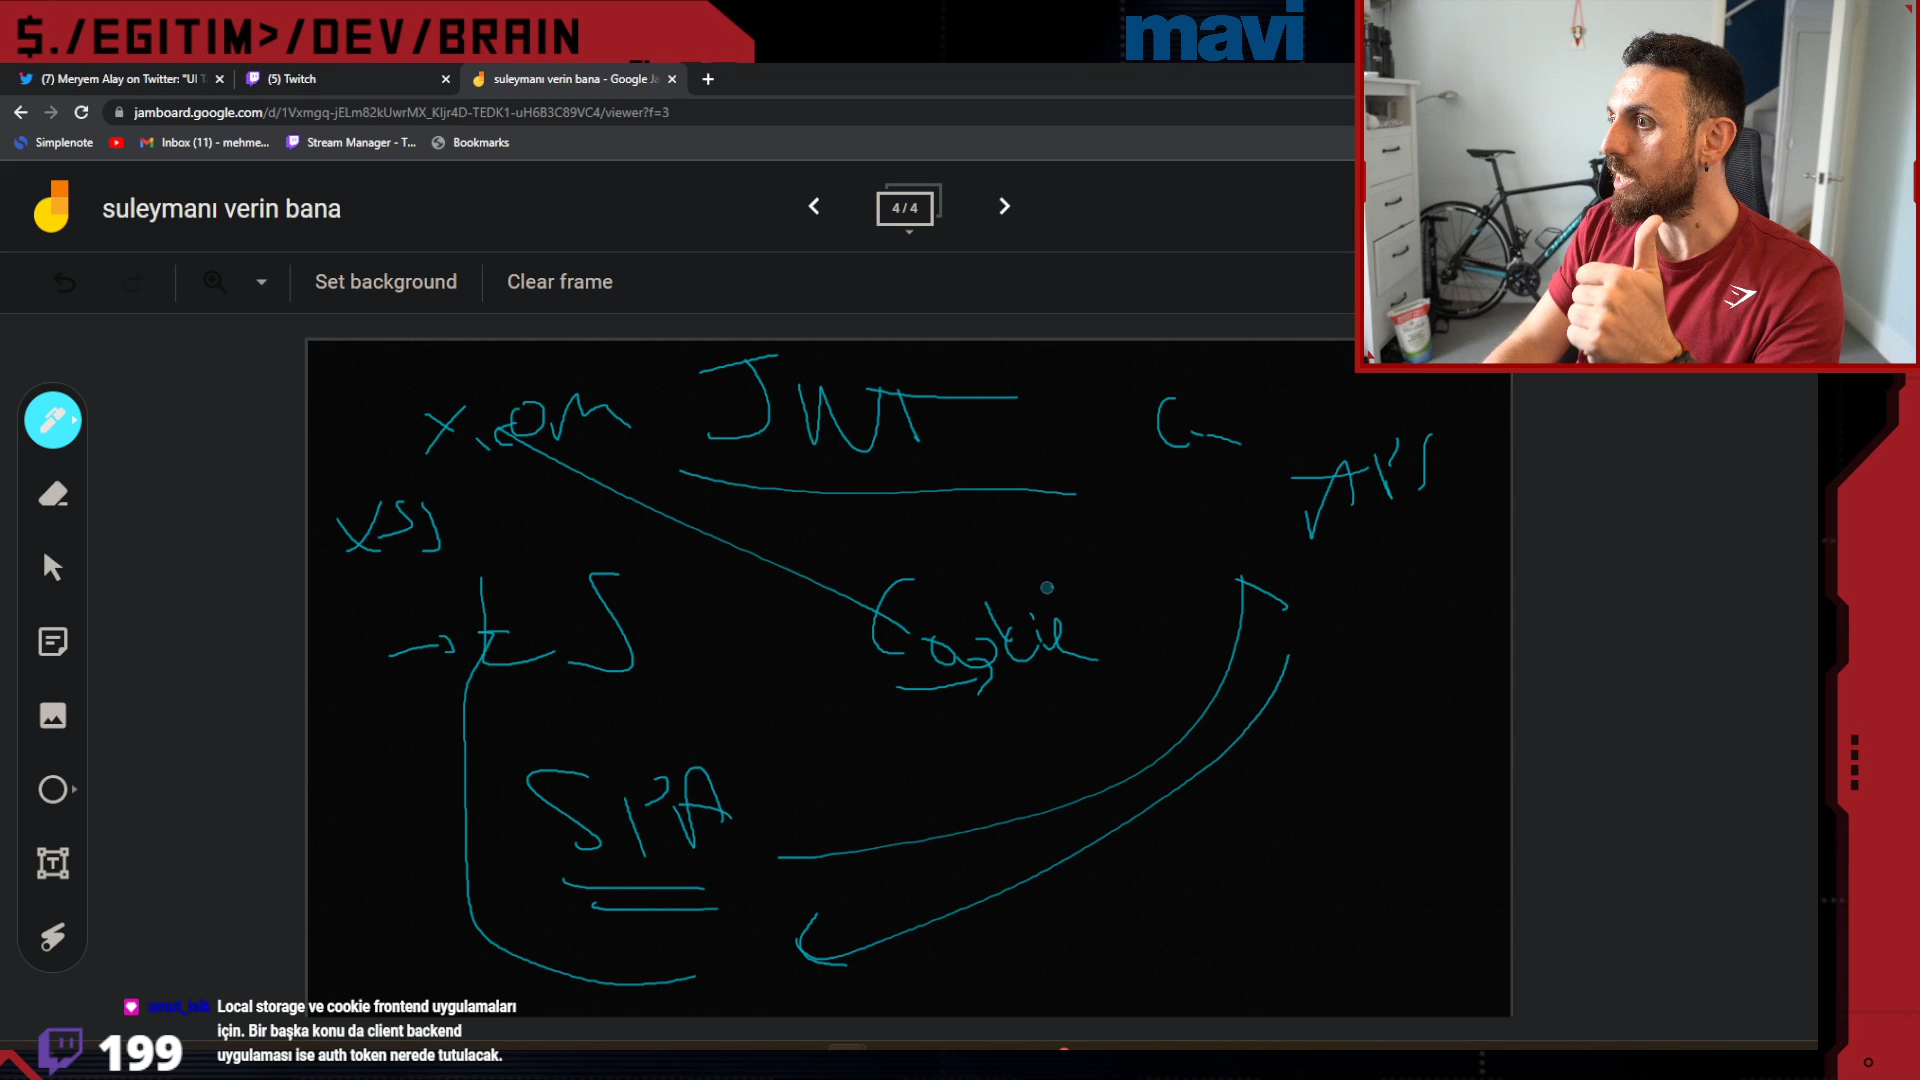 $./EGITIM>/DEV/BRAIN
mavi
(7) Meryem Alay on Twitter: "UI T
(5) Twitch
suleymanı verin bana - Google Ja
jamboard.google.com/d/1Vxmgq-jELm82kUwrMX_KIjr4D-TEDK1-uH6B3C89VC4/viewer?f=3
Simplenote
Inbox (11) - mehme...
Stream Manager - T...
Bookmarks
suleymanı verin bana
4/4
Set background
Clear frame
x.com
JWT
API
XSS
LS
Cookie
SPA
Local storage ve cookie frontend uygulamaları
için. Bir başka konu da client backend
uygulaması ise auth token nerede tutulacak.
199